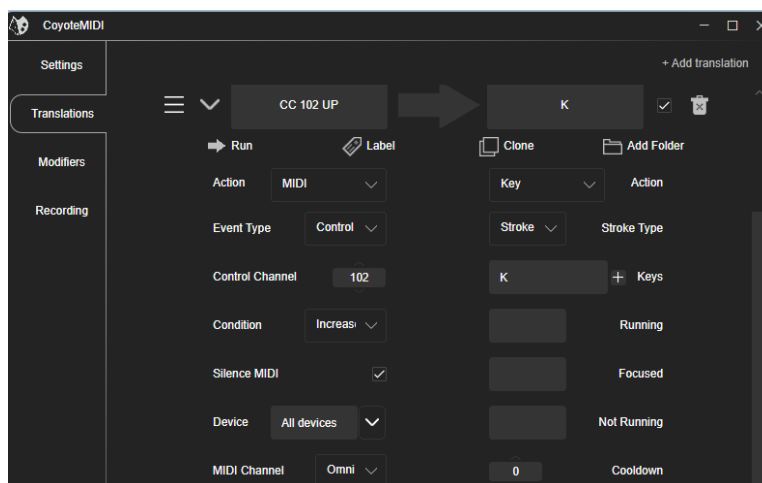 CoyoteMIDI
Settings
+ Add translation
Translations
CC 102 UP
K
Run
Label
Clone
Add Folder
Modifiers
Action
MIDI
Key
Action
Recording
Event Type
Control
Stroke
Stroke Type
Control Channel
102
K
+ Keys
Condition
Increas
Running
Silence MIDI
Focused
Device
All devices
Not Running
MIDI Channel
Omni
0
Cooldown